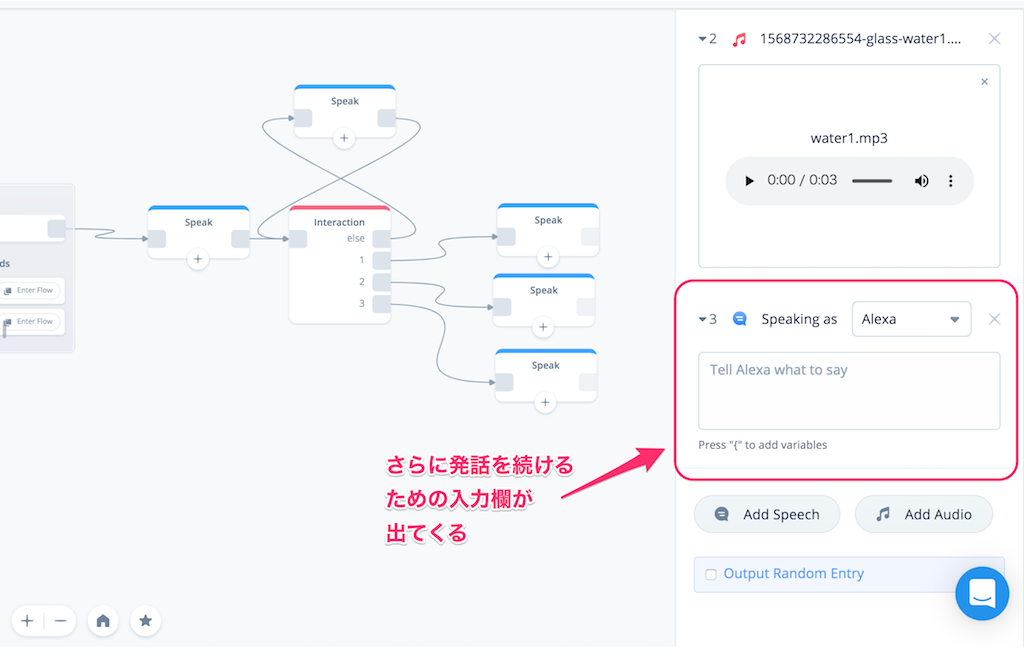 Speak
Speak
Interaction
else
1
2
3
Speak
Speak
Speak
ds
Enter Flow
Enter Flow
さらに発話を続ける
ための入力欄が
出てくる
2 1568732286554-glass-water1....
water1.mp3
0:00 / 0:03
3 Speaking as Alexa
Tell Alexa what to say
Press "{" to add variables
Add Speech Add Audio
Output Random Entry